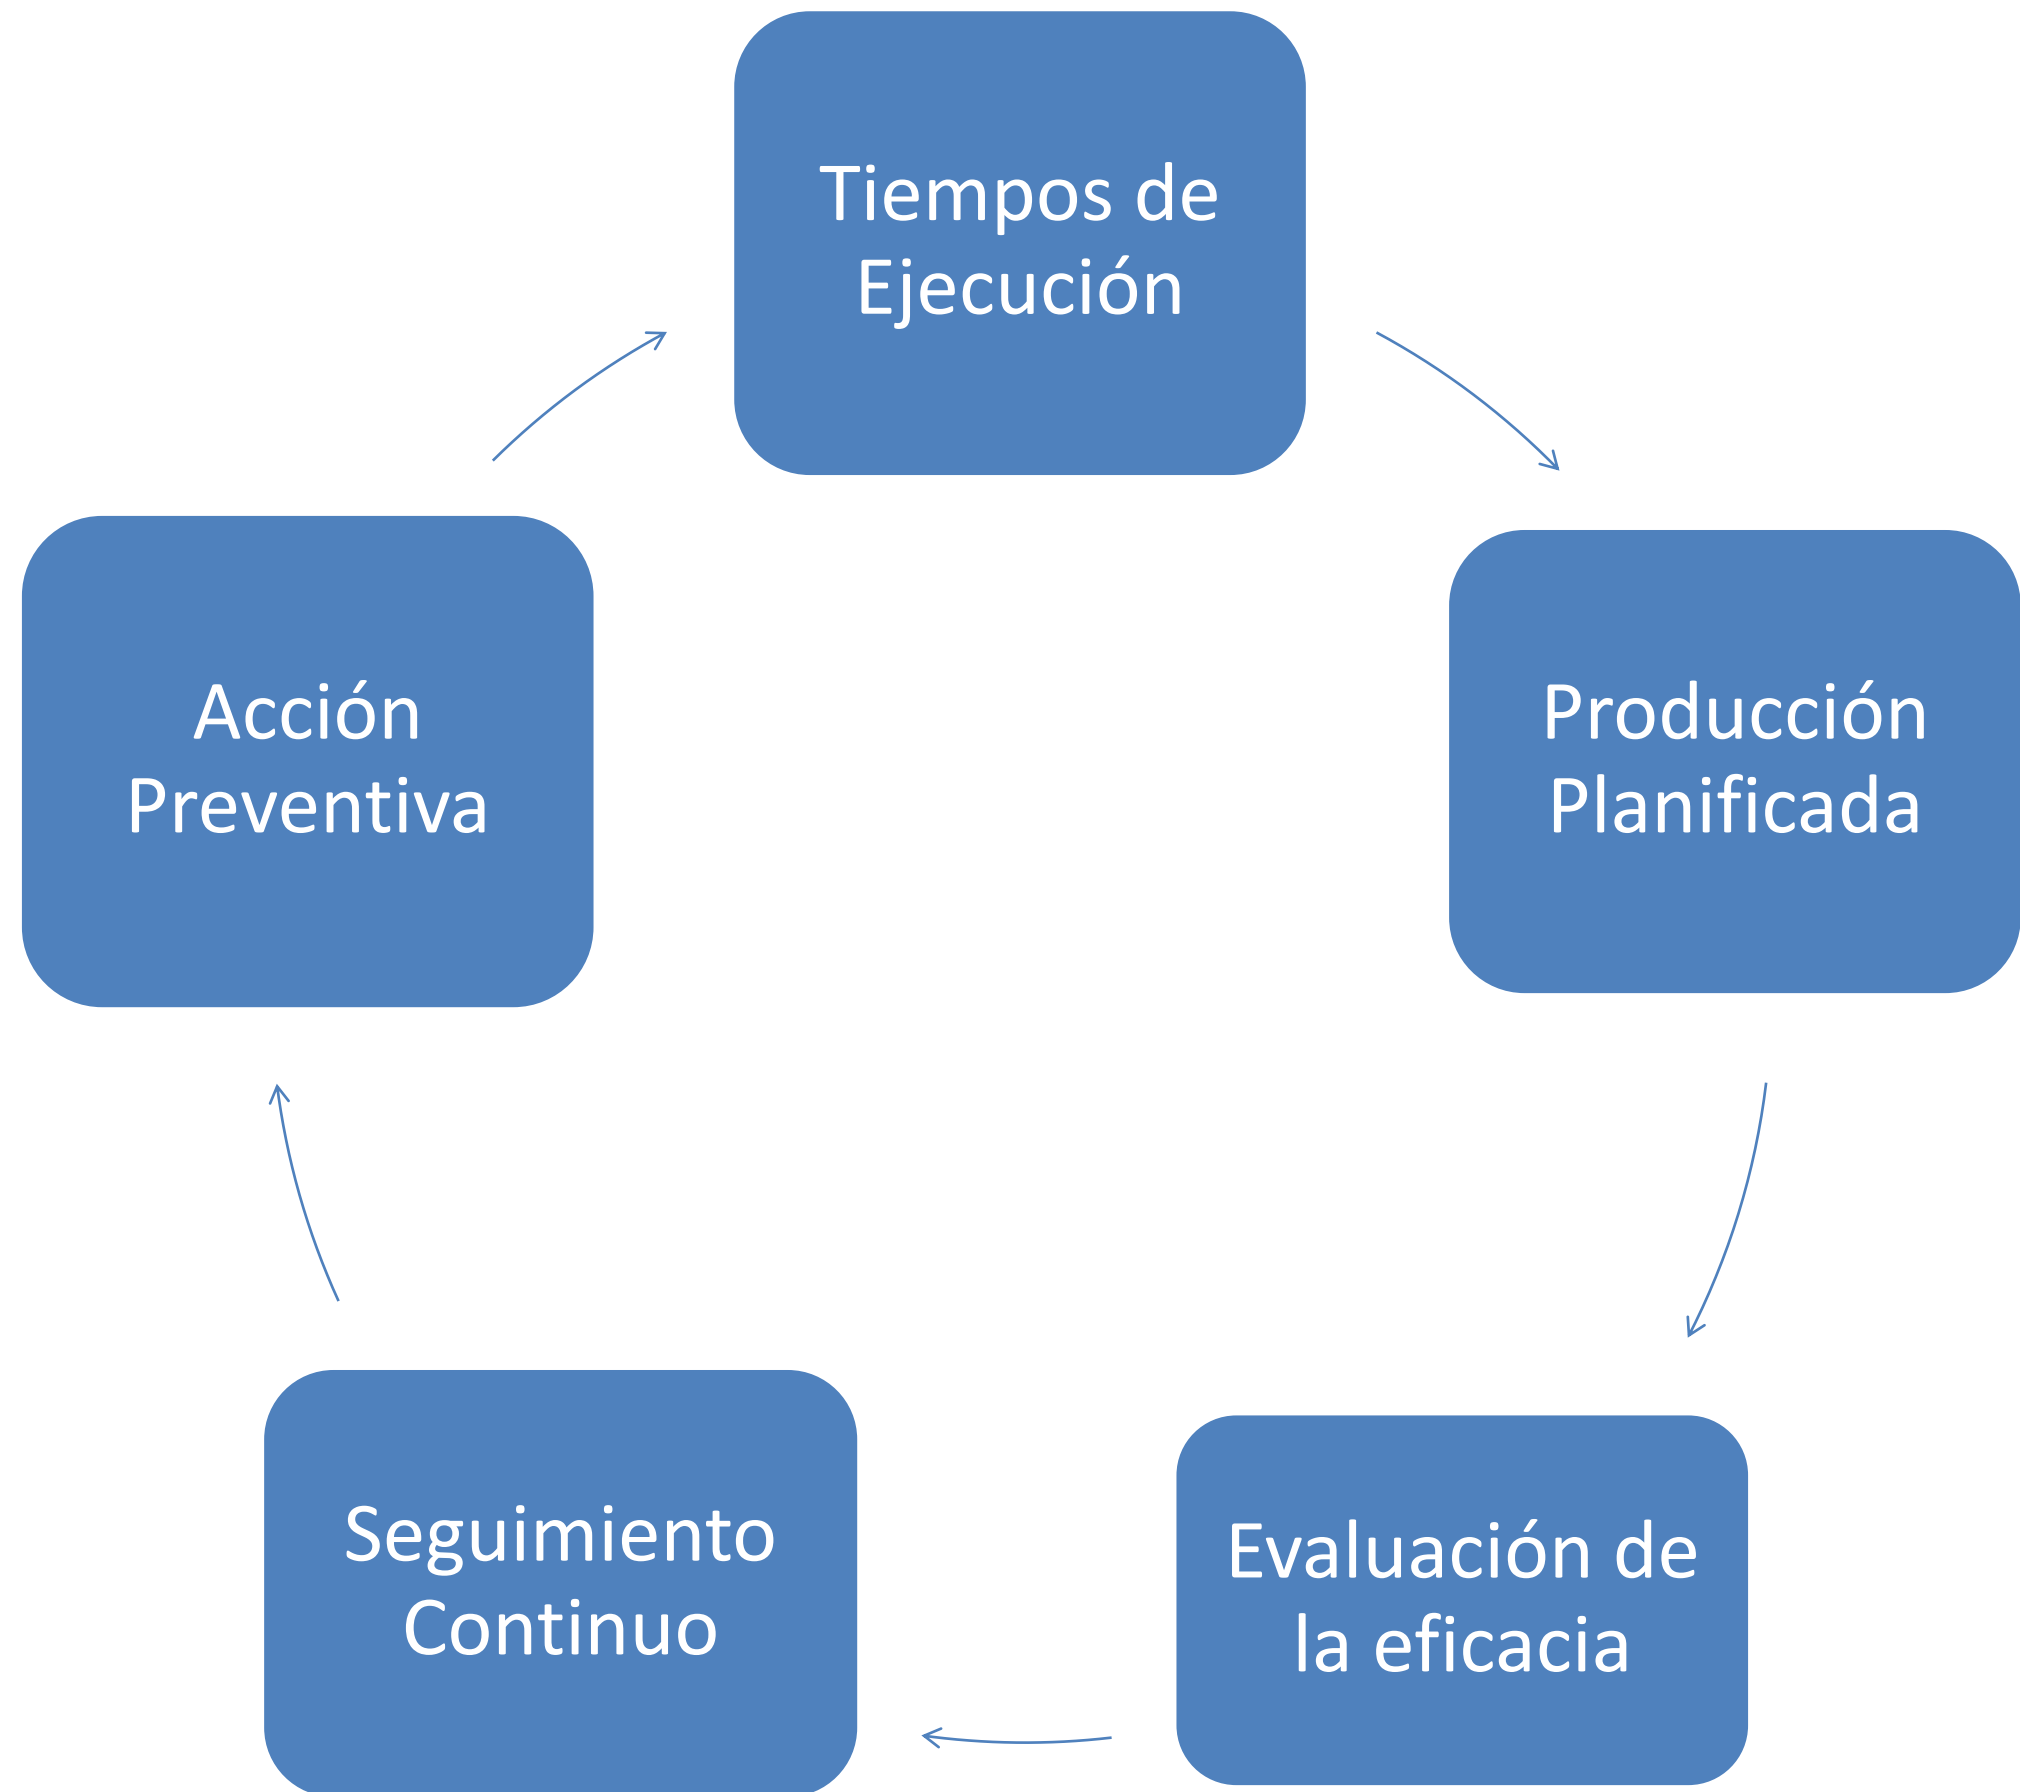 Tiempos de
Ejecución
Producción
Planificada
Evaluación de
la eficacia
Seguimiento
Continuo
Acción
Preventiva